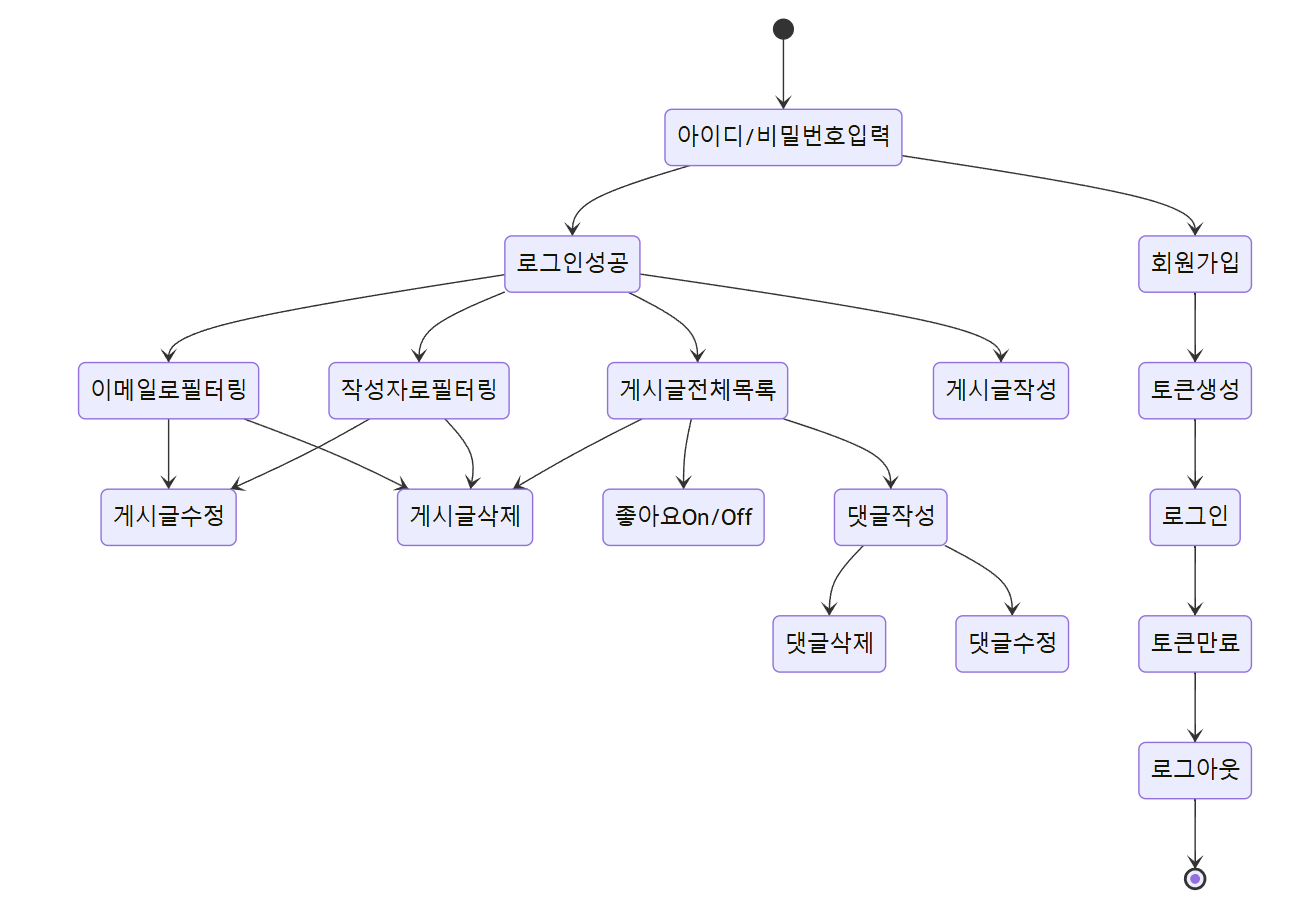 아이디/비밀번호입력
로그인성공
회원가입
이메일로필터링
작성자로필터링
게시글전체목록
게시글작성
토큰생성
게시글수정
게시글삭제
좋아요On/Off
댓글작성
로그인
댓글삭제
댓글수정
토큰만료
로그아웃